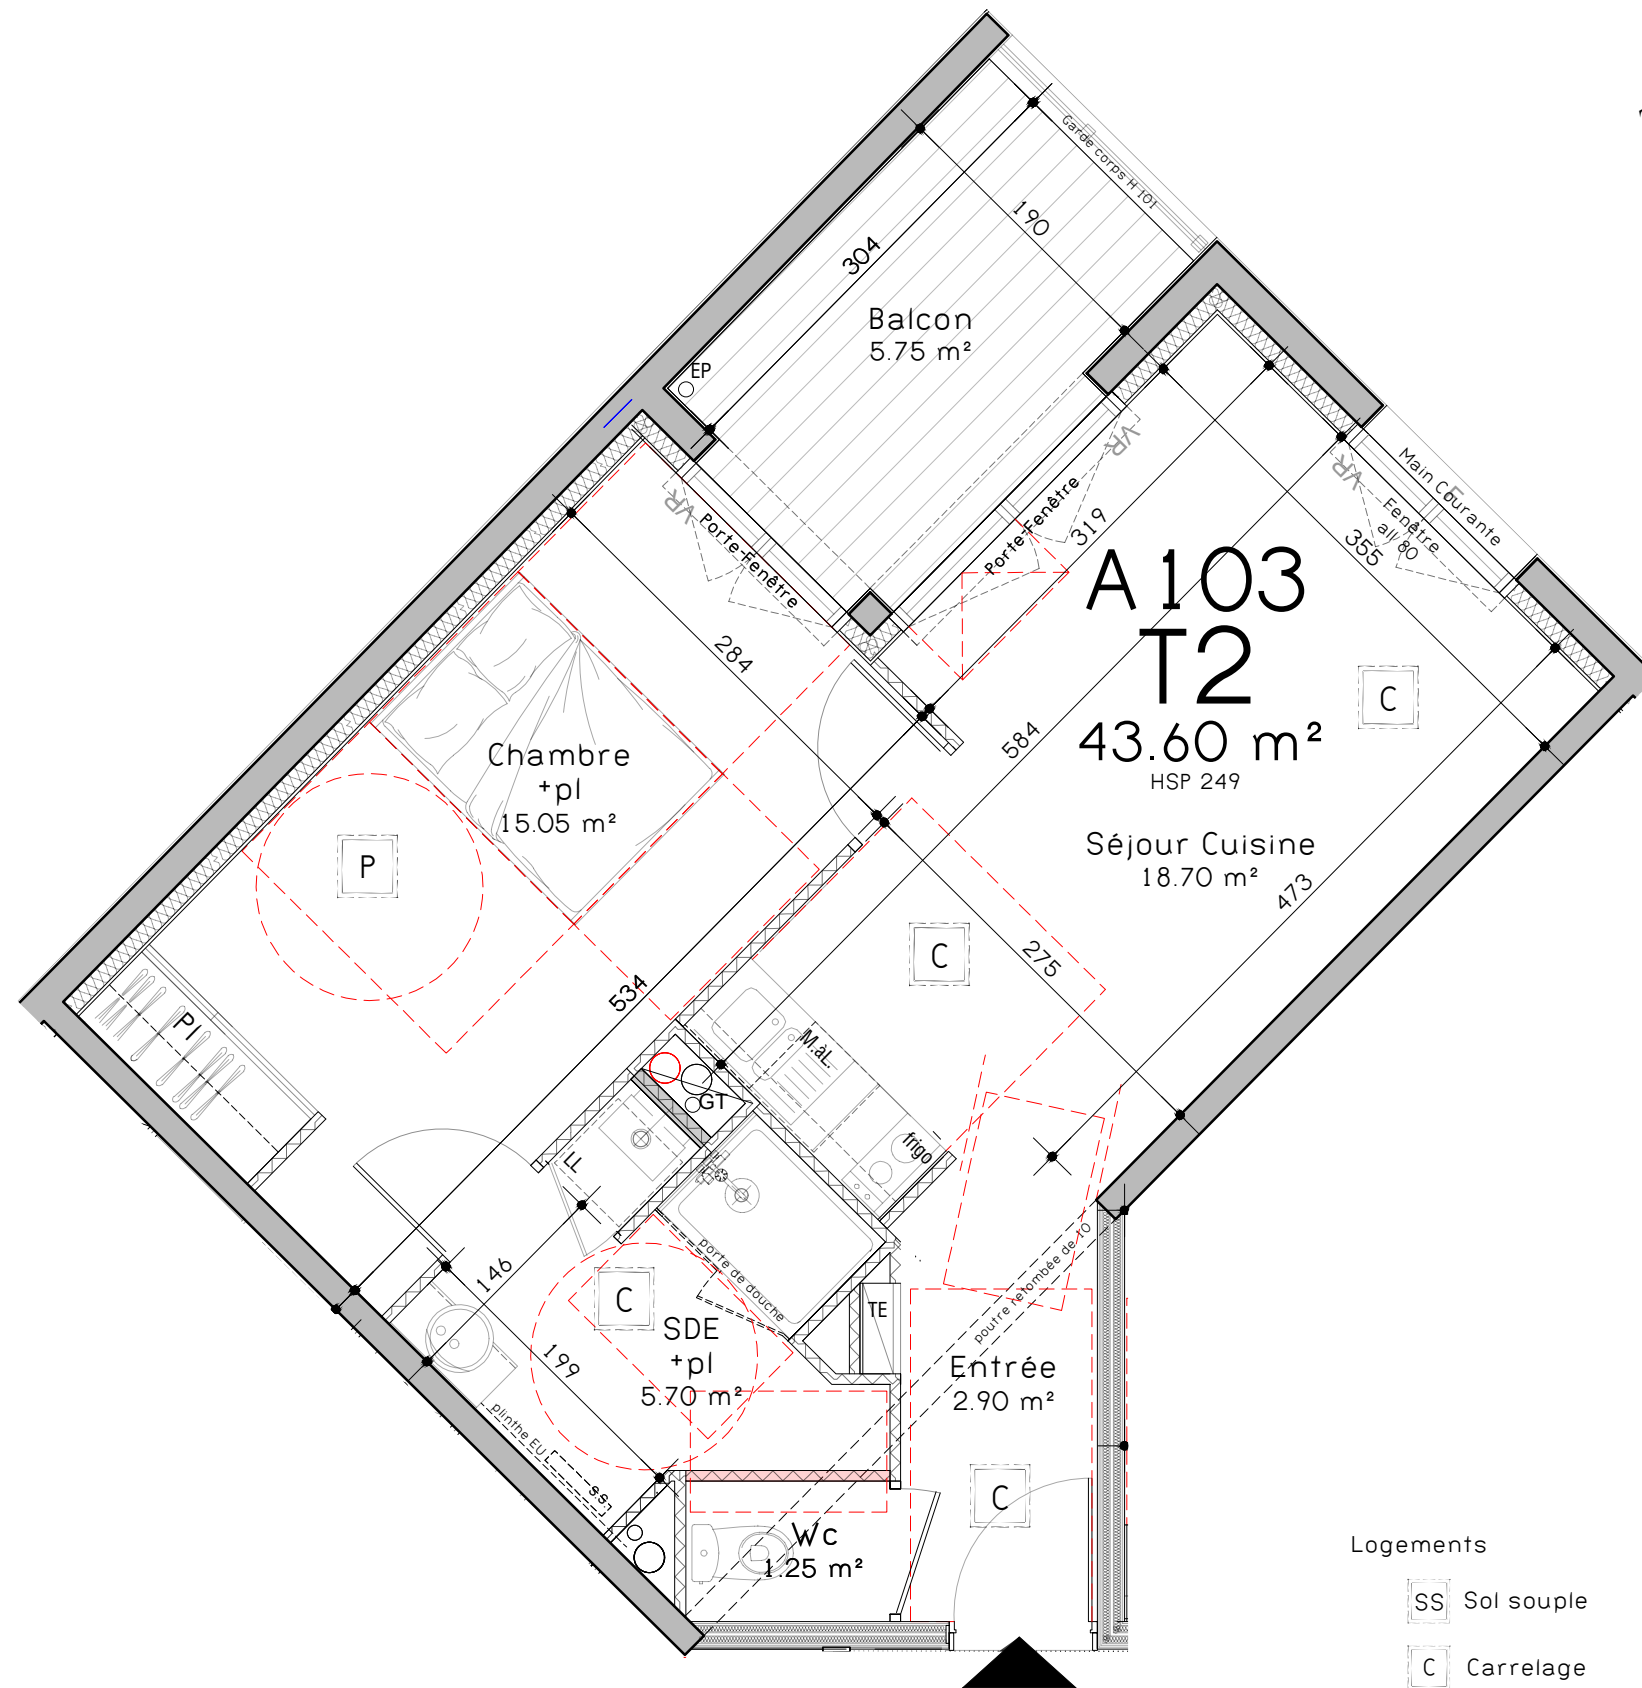 Garde corps H 101
190
304
Balcon
5.75 m²
EP
VR
VR
VR
Main Courante
F
Fenêtre
all 80
Porte-Fenêtre
Porte-Fenêtre
319
355
A 103
T2
43.60 m²
HSP 249
284
584
C
Chambre
+pl
15.05 m²
P
Séjour Cuisine
18.70 m²
473
C
275
534
Pl
M.àL.
GT
frigo
LL
146
porte de douche
C
SDE
+pl
5.70 m²
199
TE
poutre retombée de 10
Entrée
2.90 m²
plinthe EU
s.s.
C
Wc
1.25 m²
Logements
SS Sol souple
C Carrelage